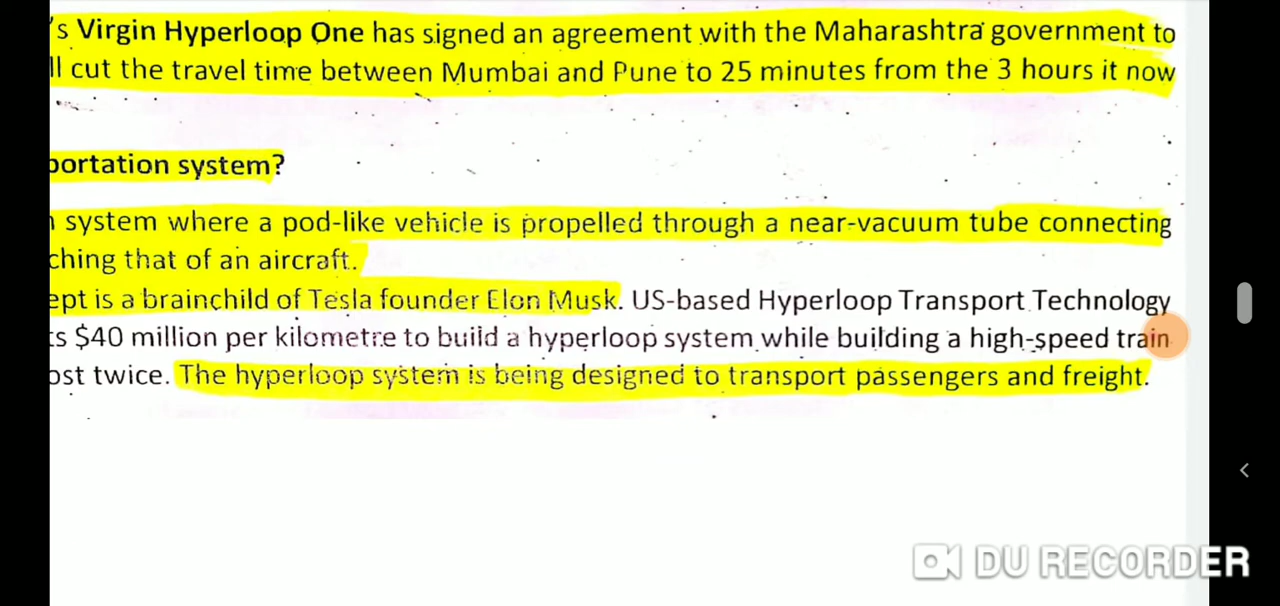 's Virgin Hyperloop One has signed an agreement with the Maharashtra government to
ll cut the travel time between Mumbai and Pune to 25 minutes from the 3 hours it now
portation system?
system where a pod-like vehicle is propelled through a near-vacuum tube connecting
ching that of an aircraft.
ept is a brainchild of Tesla founder Elon Musk. US-based Hyperloop Transport Technology
ts $40 million per kilometre to build a hyperloop system while building a high-speed train
ost twice. The hyperloop system is being designed to transport passengers and freight.
DU RECORDER